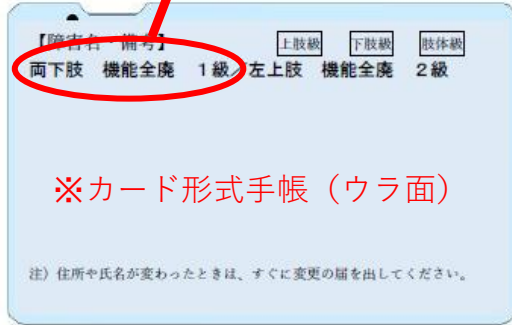 【障害名・備考】 上肢級 下肢級 肢体級
両下肢 機能全廃 1級/左上肢 機能全廃 2級
※カード形式手帳(ウラ面)
注)住所や氏名が変わったときは、すぐに変更の届を出してください。